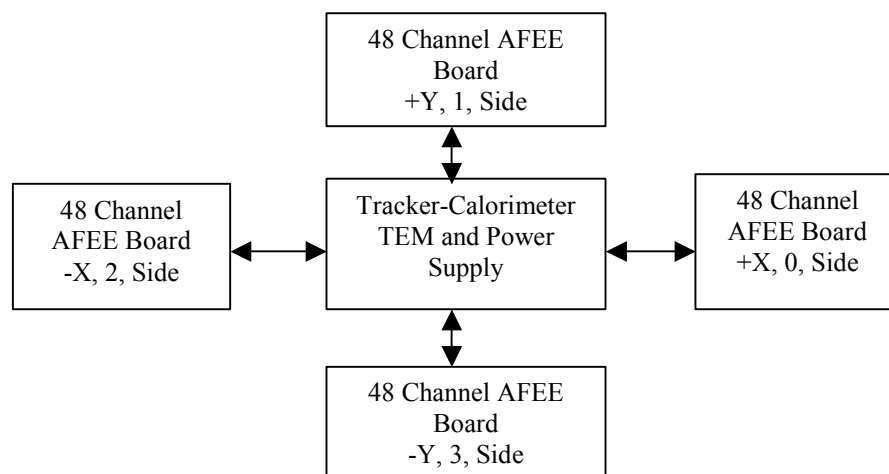 48 Channel AFEE
Board
+Y, 1, Side
48 Channel
AFEE Board
-X, 2, Side
Tracker-Calorimeter
TEM and Power
Supply
48 Channel
AFEE Board
+X, 0, Side
48 Channel AFEE
Board
-Y, 3, Side